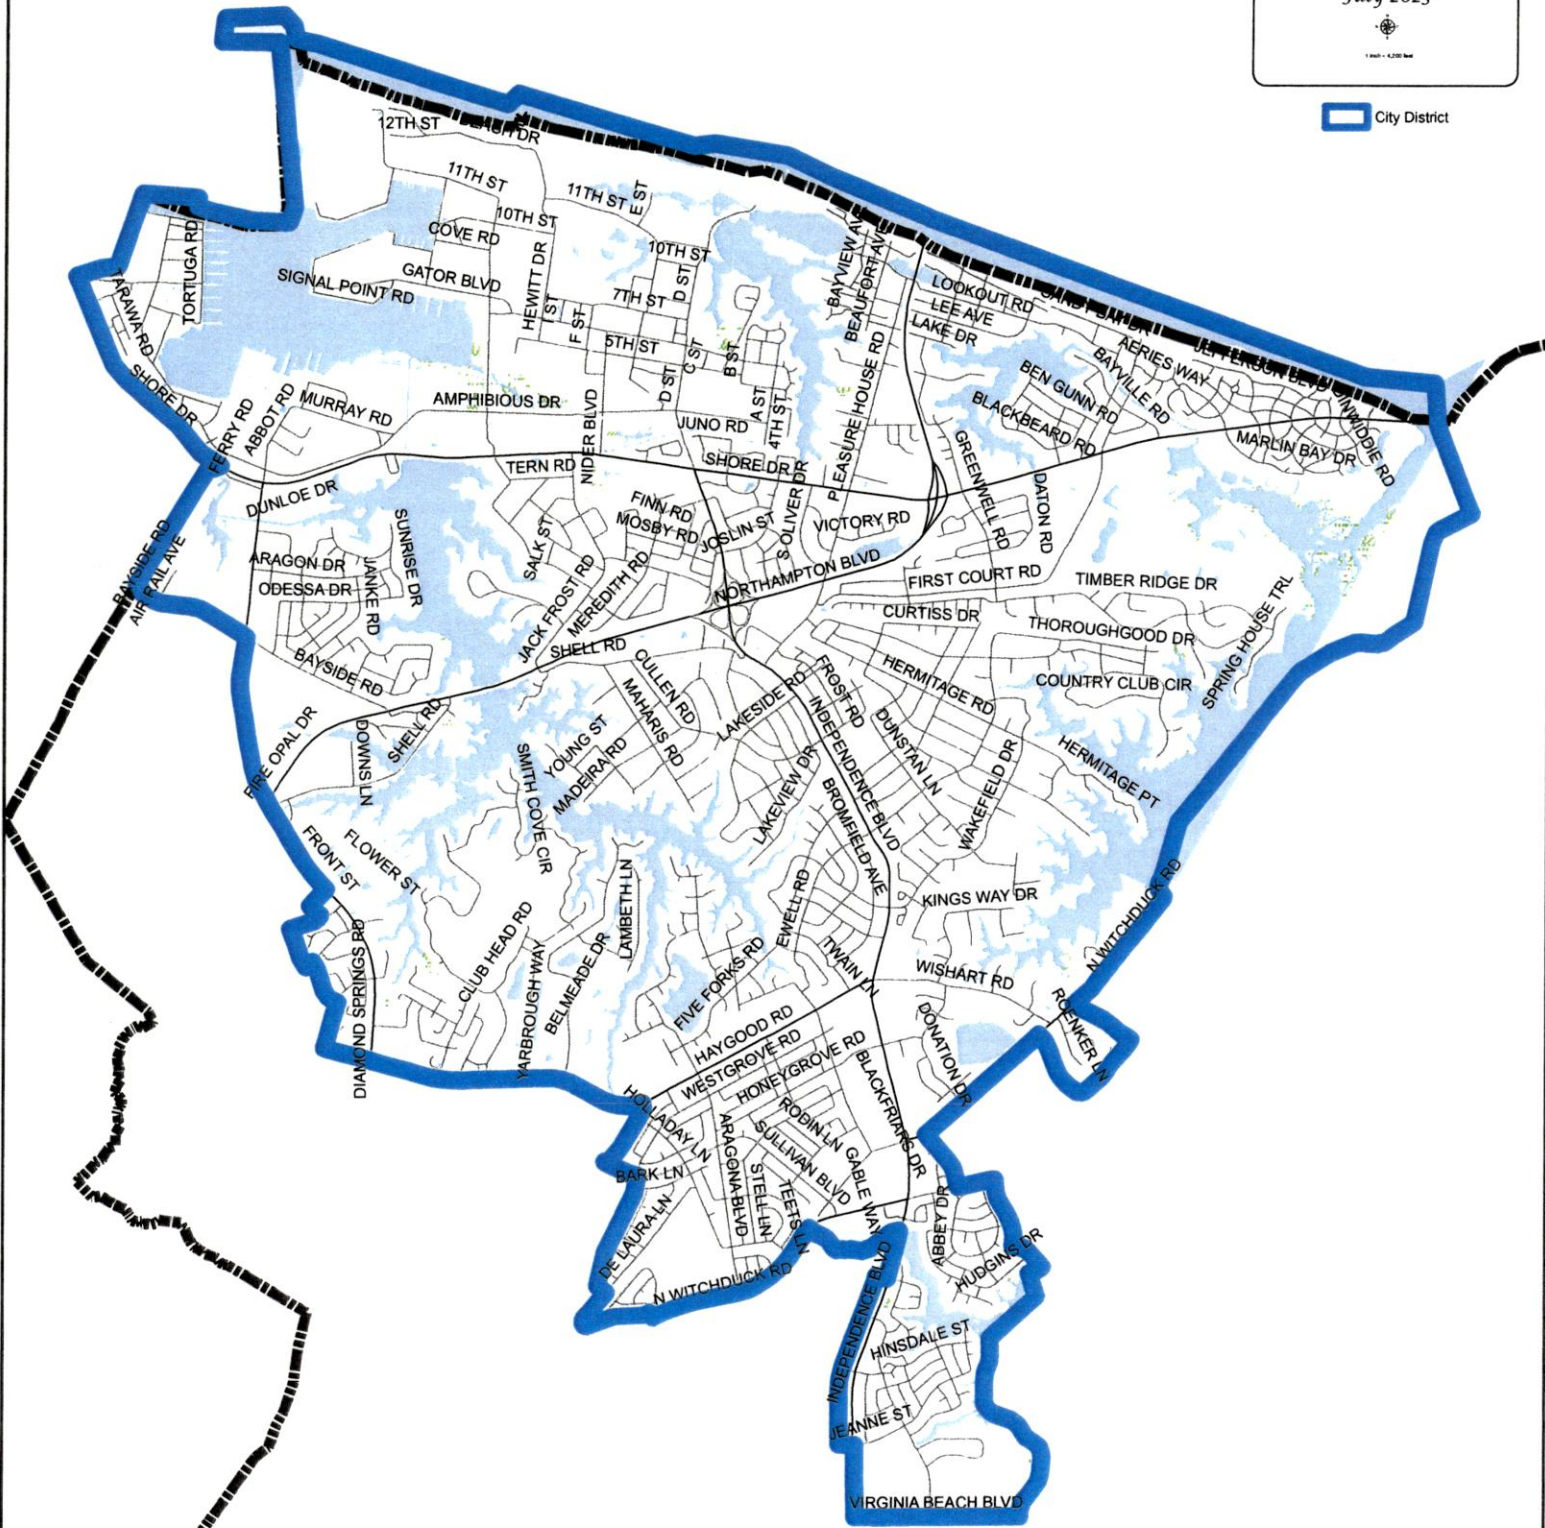 July 2023
1 inch = 4,200 feet
City District
12TH ST
BEACH DR
11TH ST
11TH ST
E ST
10TH ST
COVE RD
10TH ST
BAYVIEW AVE
BEAUFORT AVE
TORTUGA RD
HEWITT DR
D ST
SIGNAL POINT RD
GATOR BLVD
7TH ST
LOOKOUT RD
SANDY BAY DR
LEE AVE
LAKE DR
TARAWA RD
I ST
F ST
5TH ST
C ST
B ST
AERIES WAY
JEFFERSON BLVD
BAYVILLE RD
DINWIDDIE RD
SHORE DR
D ST
PLEASURE HOUSE RD
BEN GUNN RD
ABBOT RD
MURRAY RD
AMPHIBIOUS DR
A ST
4TH ST
BLACKBEARD RD
FERRY RD
NIDER BLVD
JUNO RD
MARLIN BAY DR
TERN RD
SHORE DR
GREENWELL RD
DUNLOE DR
FINN RD
S OLIVER DR
DATON RD
SUNRISE DR
MOSBY RD
JOSLIN ST
VICTORY RD
BAYSIDE RD
SALK ST
AIR RAIL AVE
ARAGON DR
JANKE RD
JACK FROST RD
MEREDITH RD
NORTHAMPTON BLVD
FIRST COURT RD
TIMBER RIDGE DR
ODESSA DR
CURTISS DR
THOROUGHGOOD DR
SPRING HOUSE TRL
SHELL RD
BAYSIDE RD
CULLEN RD
FROST RD
HERMITAGE RD
COUNTRY CLUB CIR
MAHARIS RD
LAKESIDE RD
INDEPENDENCE BLVD
FIRE OPAL DR
DOWNS LN
SHELL RD
YOUNG ST
DUNSTAN LN
HERMITAGE PT
SMITH COVE CIR
MADEIRA RD
LAKEVIEW DR
WAKEFIELD DR
BROMFIELD AVE
FRONT ST
FLOWER ST
LAMBETH LN
EWELL RD
KINGS WAY DR
N WITCHDUCK RD
DIAMOND SPRINGS RD
CLUB HEAD RD
YARBROUGH WAY
BELMEADE DR
FIVE FORKS RD
TWAIN LN
WISHART RD
ROENKER LN
HAYGOOD RD
DONATION DR
WESTGROVE RD
HONEYGROVE RD
BLACKFRIARS DR
HOLLADAY LN
RODIN LN
ARAGONA BLVD
SULLIVAN BLVD
GABLE WAY
BARK LN
STELL LN
TEETS LN
ABBEY DR
DE LAURA LN
HUDGINS DR
N WITCHDUCK RD
INDEPENDENCE BLVD
HINSDALE ST
JEANNE ST
VIRGINIA BEACH BLVD